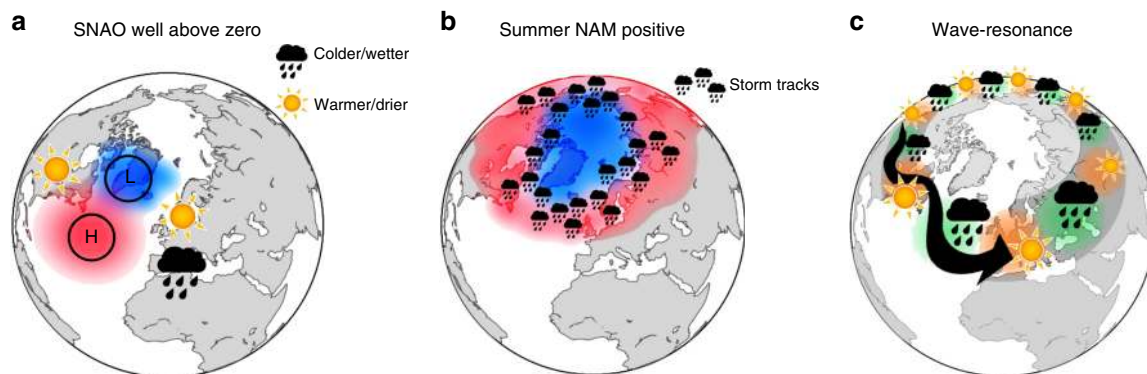 a
SNAO well above zero
Colder/wetter
Warmer/drier
L
H
b
Summer NAM positive
Storm tracks
c
Wave-resonance